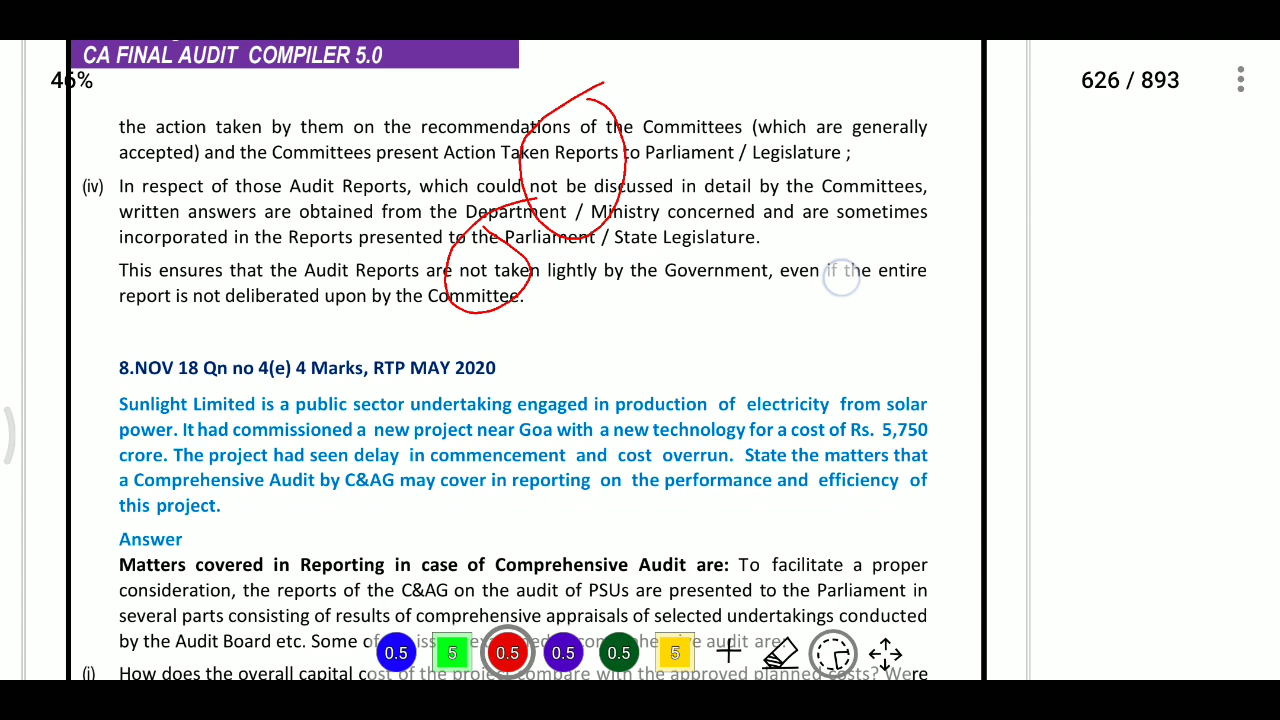 CA FINAL AUDIT COMPILER 5.0
46%
626 / 893
the action taken by them on the recommendations of the Committees (which are generally
accepted) and the Committees present Action Taken Reports to Parliament / Legislature ;
(iv) In respect of those Audit Reports, which could not be discussed in detail by the Committees,
written answers are obtained from the Department / Ministry concerned and are sometimes
incorporated in the Reports presented to the Parliament / State Legislature.
This ensures that the Audit Reports are not taken lightly by the Government, even if the entire
report is not deliberated upon by the Committee.
8.NOV 18 Qn no 4(e) 4 Marks, RTP MAY 2020
Sunlight Limited is a public sector undertaking engaged in production of electricity from solar
power. It had commissioned a new project near Goa with a new technology for a cost of Rs. 5,750
crore. The project had seen delay in commencement and cost overrun. State the matters that
a Comprehensive Audit by C&AG may cover in reporting on the performance and efficiency of
this project.
Answer
Matters covered in Reporting in case of Comprehensive Audit are: To facilitate a proper
consideration, the reports of the C&AG on the audit of PSUs are presented to the Parliament in
several parts consisting of results of comprehensive appraisals of selected undertakings conducted
by the Audit Board etc. Some audit are
0.5 5 0.5 0.5 0.5 5
(i) How does the overall capital cost of the project compare with the approved planned costs? Were